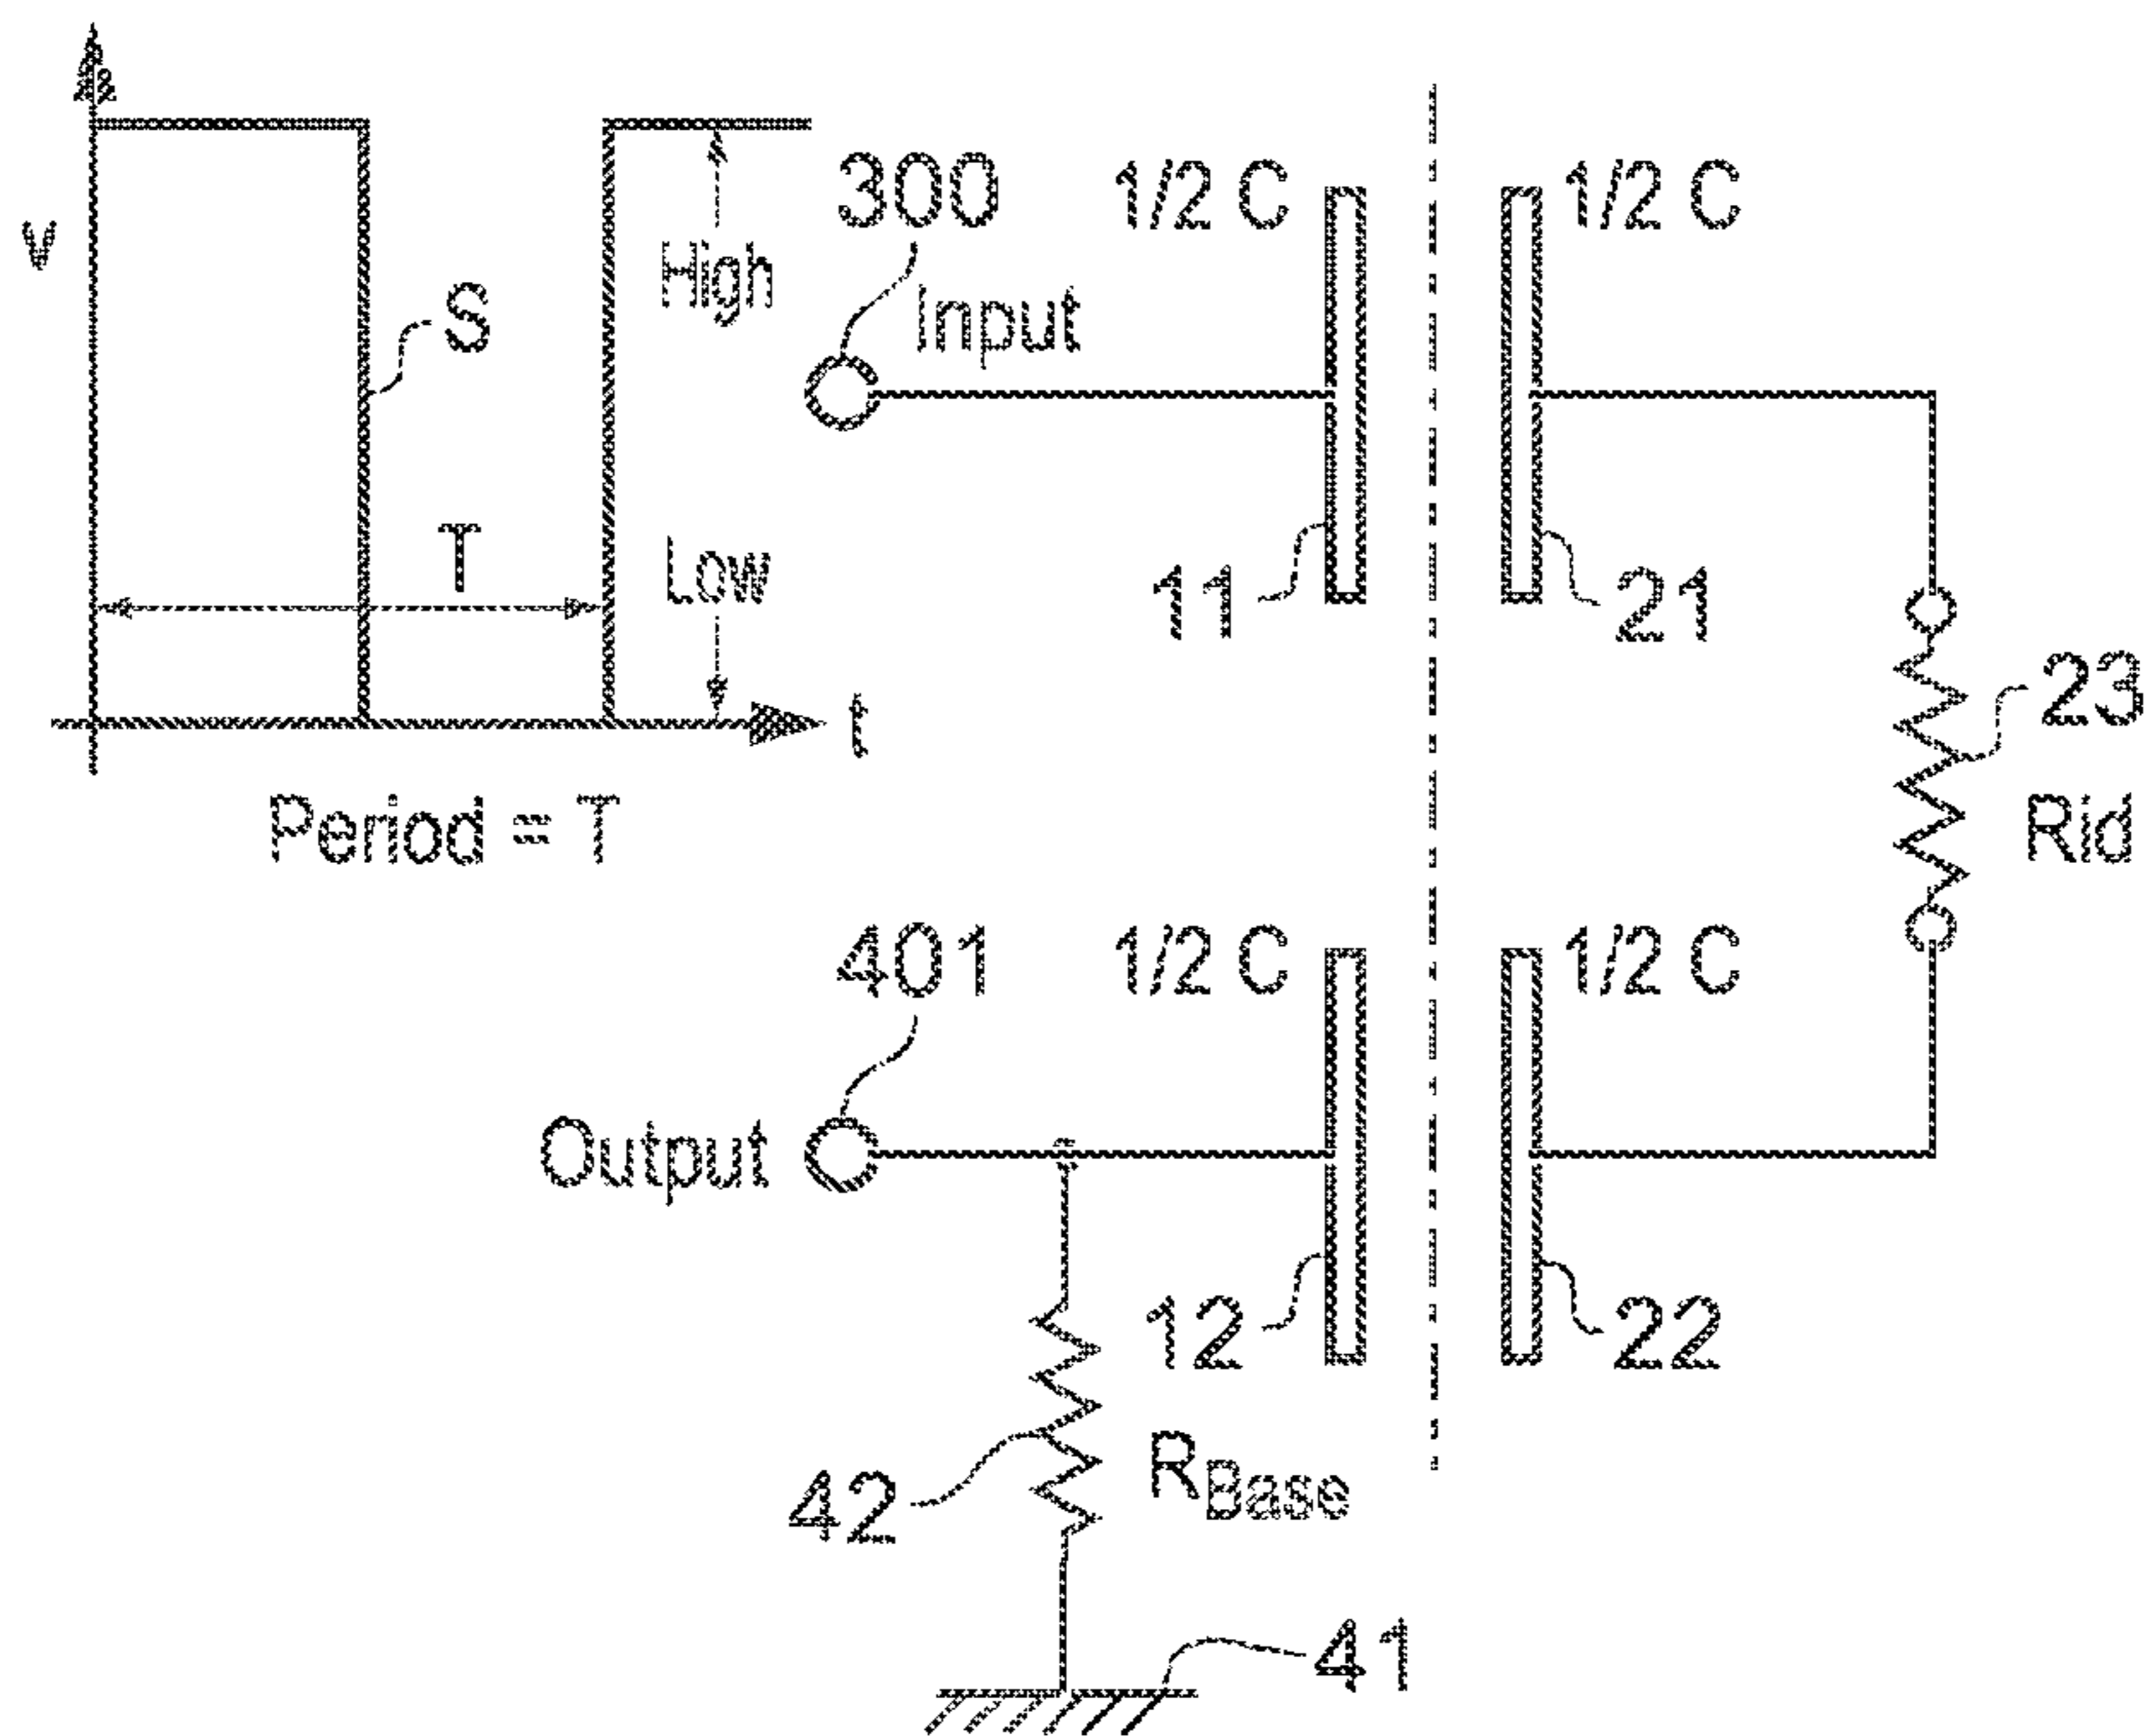 V
S
T
High
Low
t
Period = T
300
Input
1/2 C
1/2 C
11
21
23
Rid
401
1/2 C
1/2 C
Output
12
22
42
RBase
41